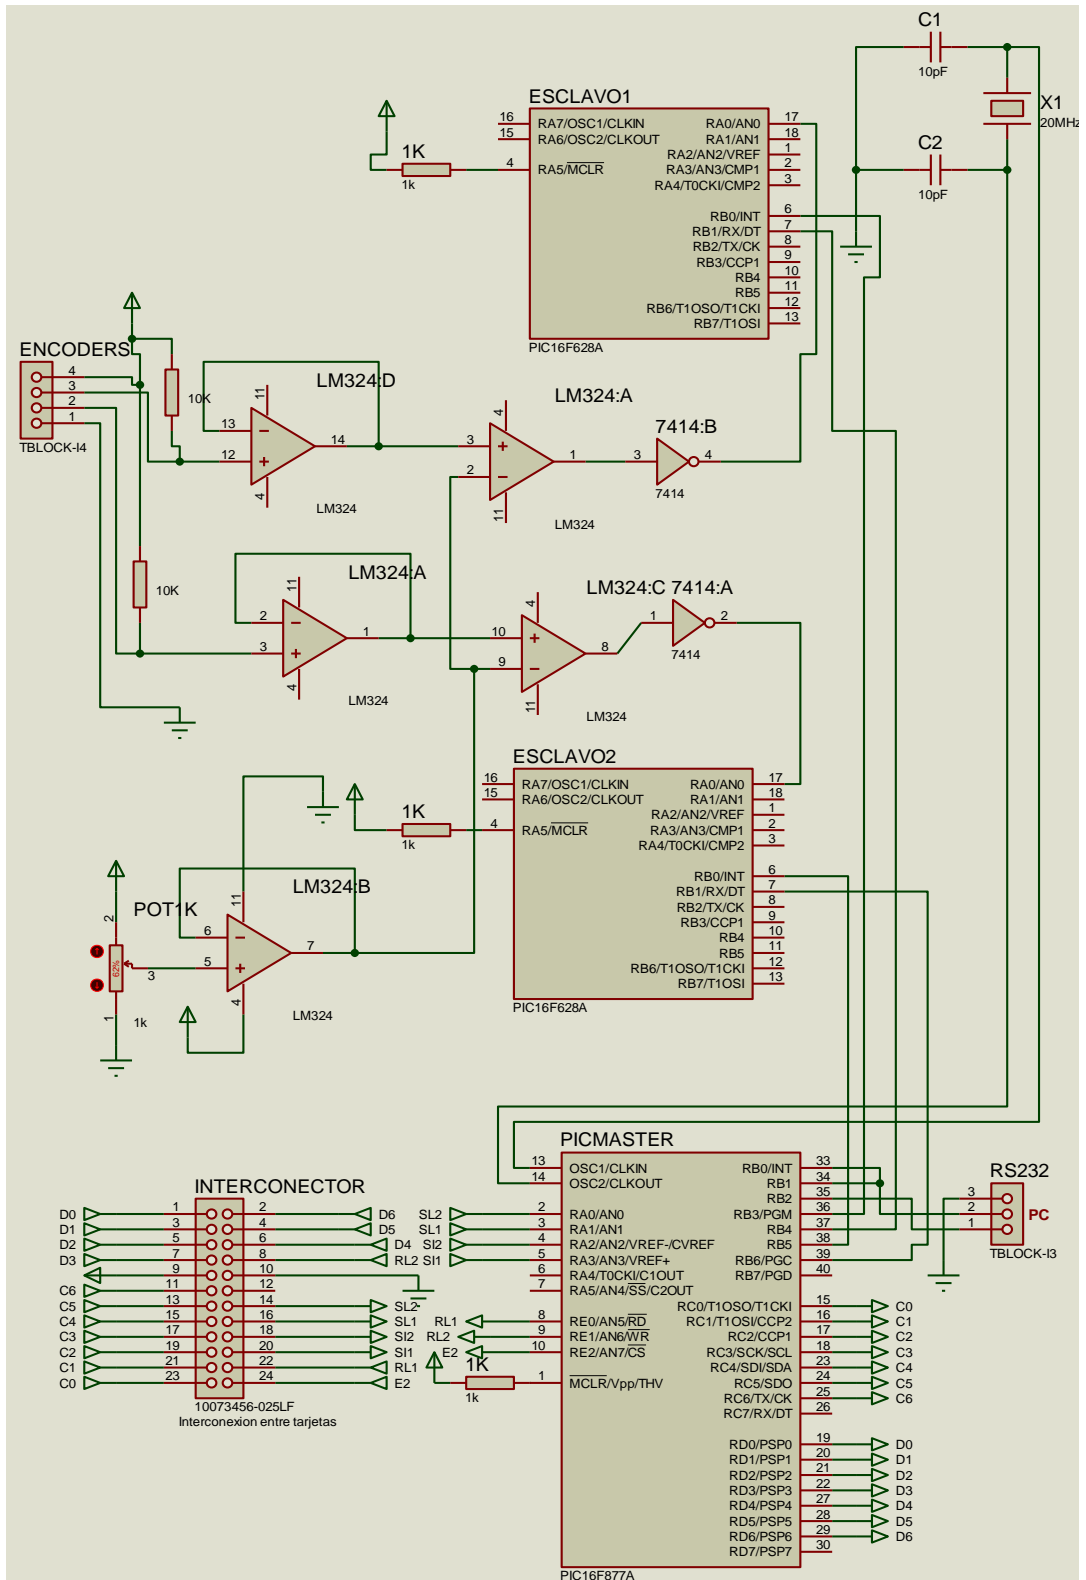 C1
10pF
X1
20MHz
C2
10pF
ESCLAVO1
16 RA7/OSC1/CLKIN RA0/AN0 17
15 RA6/OSC2/CLKOUT RA1/AN1 18
RA2/AN2/VREF 1
4 RA5/MCLR RA3/AN3/CMP1 2
RA4/T0CKI/CMP2 3
RB0/INT 6
RB1/RX/DT 7
RB2/TX/CK 8
RB3/CCP1 9
RB4 10
RB5 11
RB6/T1OSO/T1CKI 12
RB7/T1OSI 13
PIC16F628A
1K
1k
ENCODERS
4
3
2
1
TBLOCK-I4
10K
10K
LM324:D
11
13
12
14
4
LM324
LM324:A
4
3
2
1
11
LM324
7414:B
3 4
7414
LM324:A
11
2
3
1
4
LM324
LM324:C
4
10
9
8
11
LM324
7414:A
1 2
7414
ESCLAVO2
16 RA7/OSC1/CLKIN RA0/AN0 17
15 RA6/OSC2/CLKOUT RA1/AN1 18
RA2/AN2/VREF 1
4 RA5/MCLR RA3/AN3/CMP1 2
RA4/T0CKI/CMP2 3
RB0/INT 6
RB1/RX/DT 7
RB2/TX/CK 8
RB3/CCP1 9
RB4 10
RB5 11
RB6/T1OSO/T1CKI 12
RB7/T1OSI 13
PIC16F628A
1K
1k
POT1K
2
62%
3
1
1k
LM324:B
11
6
5
7
4
LM324
PICMASTER
13 OSC1/CLKIN RB0/INT 33
14 OSC2/CLKOUT RB1 34
RB2 35
SL2 2 RA0/AN0 RB3/PGM 36
SL1 3 RA1/AN1 RB4 37
SI2 4 RA2/AN2/VREF-/CVREF RB5 38
SI1 5 RA3/AN3/VREF+ RB6/PGC 39
6 RA4/T0CKI/C1OUT RB7/PGD 40
7 RA5/AN4/SS/C2OUT
RC0/T1OSO/T1CKI 15 C0
RL1 8 RE0/AN5/RD RC1/T1OSI/CCP2 16 C1
RL2 9 RE1/AN6/WR RC2/CCP1 17 C2
E2 10 RE2/AN7/CS RC3/SCK/SCL 18 C3
RC4/SDI/SDA 23 C4
1 MCLR/Vpp/THV RC5/SDO 24 C5
RC6/TX/CK 25 C6
RC7/RX/DT 26
RD0/PSP0 19 D0
RD1/PSP1 20 D1
RD2/PSP2 21 D2
RD3/PSP3 22 D3
RD4/PSP4 27 D4
RD5/PSP5 28 D5
RD6/PSP6 29 D6
RD7/PSP7 30
PIC16F877A
1K
1k
RS232
3
2
1
PC
TBLOCK-I3
INTERCONECTOR
D0 1 2 D6
D1 3 4 D5
D2 5 6 D4
D3 7 8 RL2
9 10
C6 11 12
C5 13 14 SL2
C4 15 16 SL1
C3 17 18 SI2
C2 19 20 SI1
C1 21 22 RL1
C0 23 24 E2
10073456-025LF
Interconexion entre tarjetas